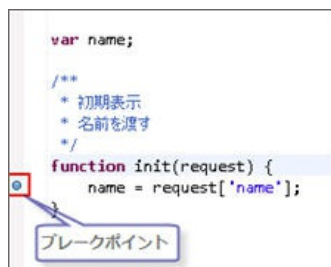 var name;
/**
 * 初期表示
 * 名前を渡す
 */
function init(request) {
    name = request['name'];
}
ブレークポイント